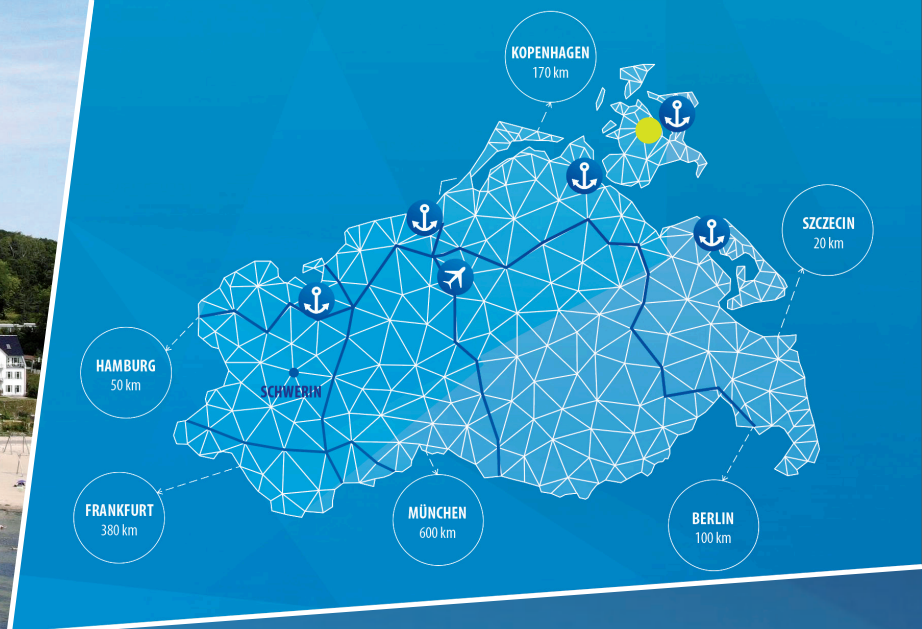 KOPENHAGEN
170 km
SZCZECIN
20 km
HAMBURG
50 km
SCHWERIN
FRANKFURT
380 km
MÜNCHEN
600 km
BERLIN
100 km